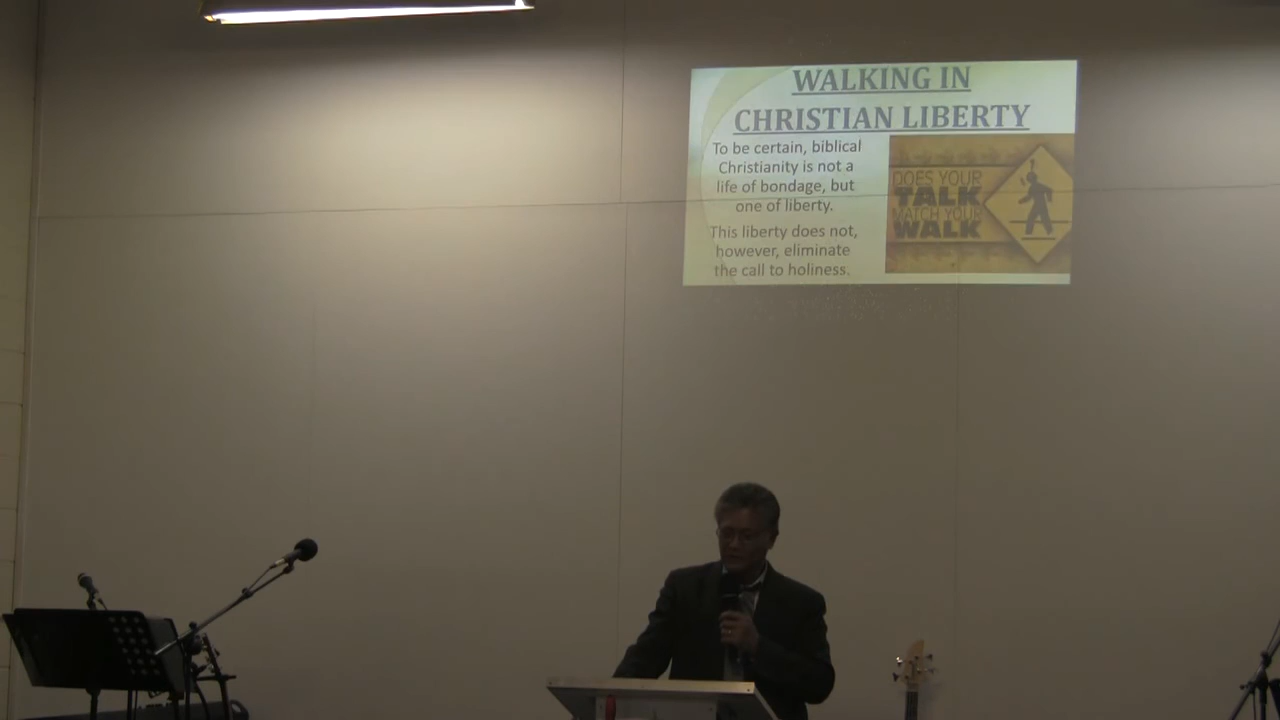 WALKING IN
CHRISTIAN LIBERTY
To be certain, biblical
Christianity is not a
life of bondage, but
one of liberty.
This liberty does not,
however, eliminate
the call to holiness.
DOES YOUR
TALK
MATCH YOUR
WALK